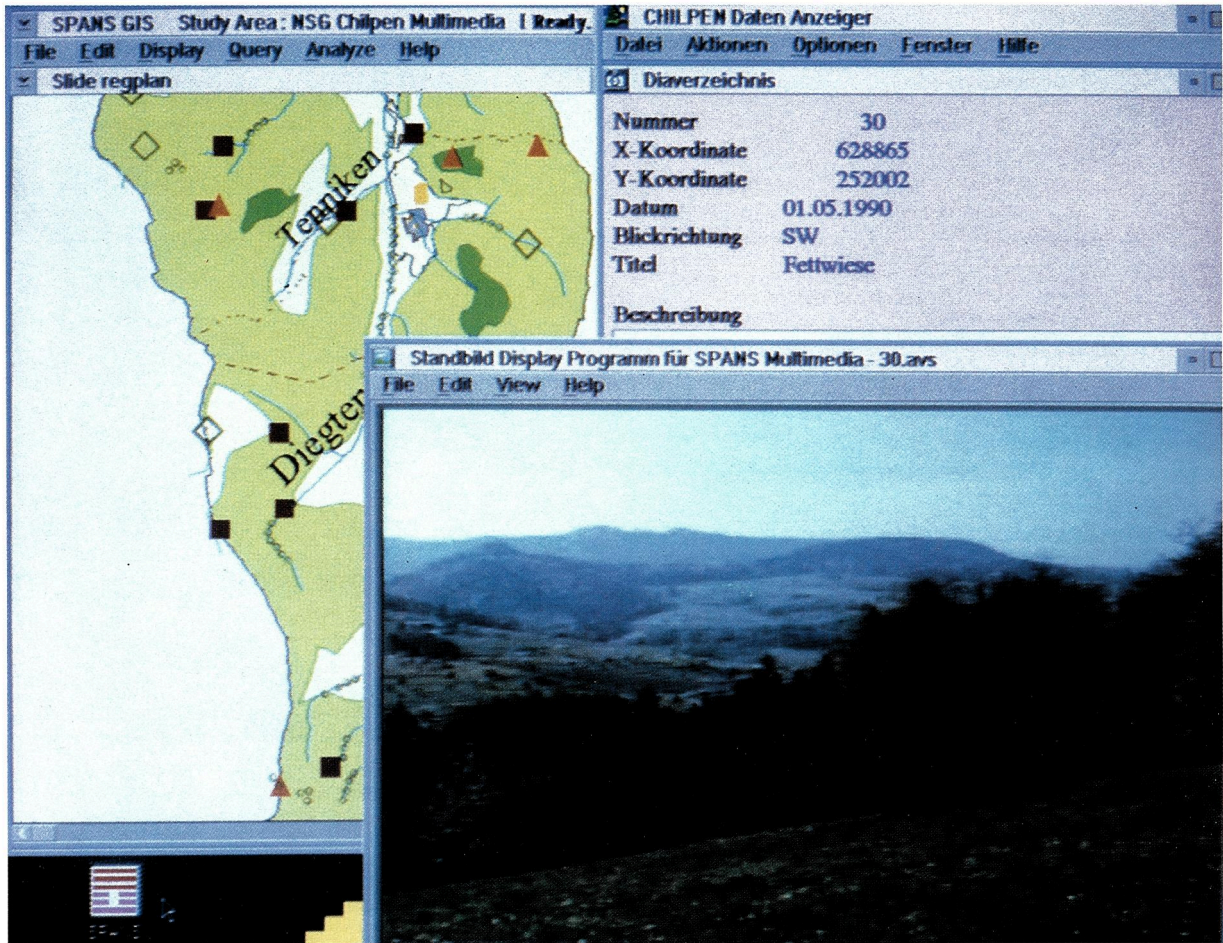 SPANS GIS Study Area : NSG Chilpen Multimedia [ Ready.
File Edit Display Query Analyze Help
Slide regplan
Tenniken
Diegten
CHILPEN Daten Anzeiger
Datei Aktionen Optionen Fenster Hilfe
Diaverzeichnis
Nummer 30
X-Koordinate 628865
Y-Koordinate 252002
Datum 01.05.1990
Blickrichtung SW
Titel Fettwiese
Beschreibung
Standbild Display Programm für SPANS Multimedia - 30.avs
File Edit View Help